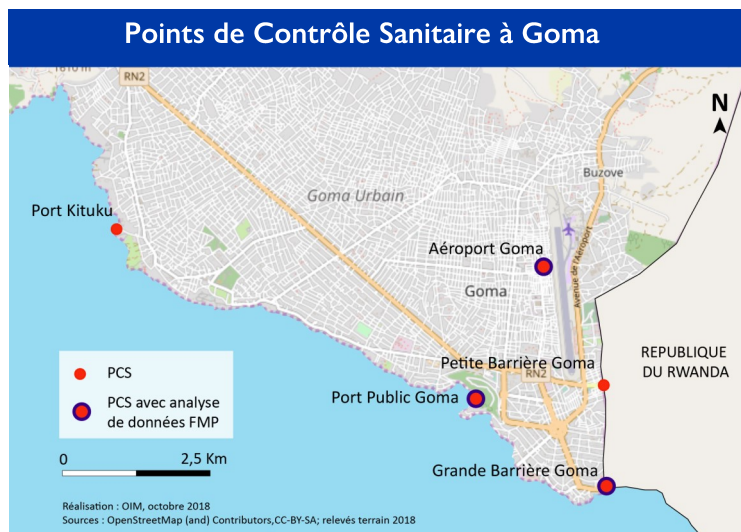 Points de Contrôle Sanitaire à Goma
1610 m
RN2
N
Buzove
Goma Urbain
Port Kituku
Aéroport Goma
Avenue de l'Aéroport
Goma
REPUBLIQUE
DU RWANDA
Petite Barrière Goma
RN2
PCS
Port Public Goma
PCS avec analyse
de données FMP
0 2,5 Km
Grande Barrière Goma
Réalisation : OIM, octobre 2018
Sources : OpenStreetMap (and) Contributors,CC-BY-SA; relevés terrain 2018